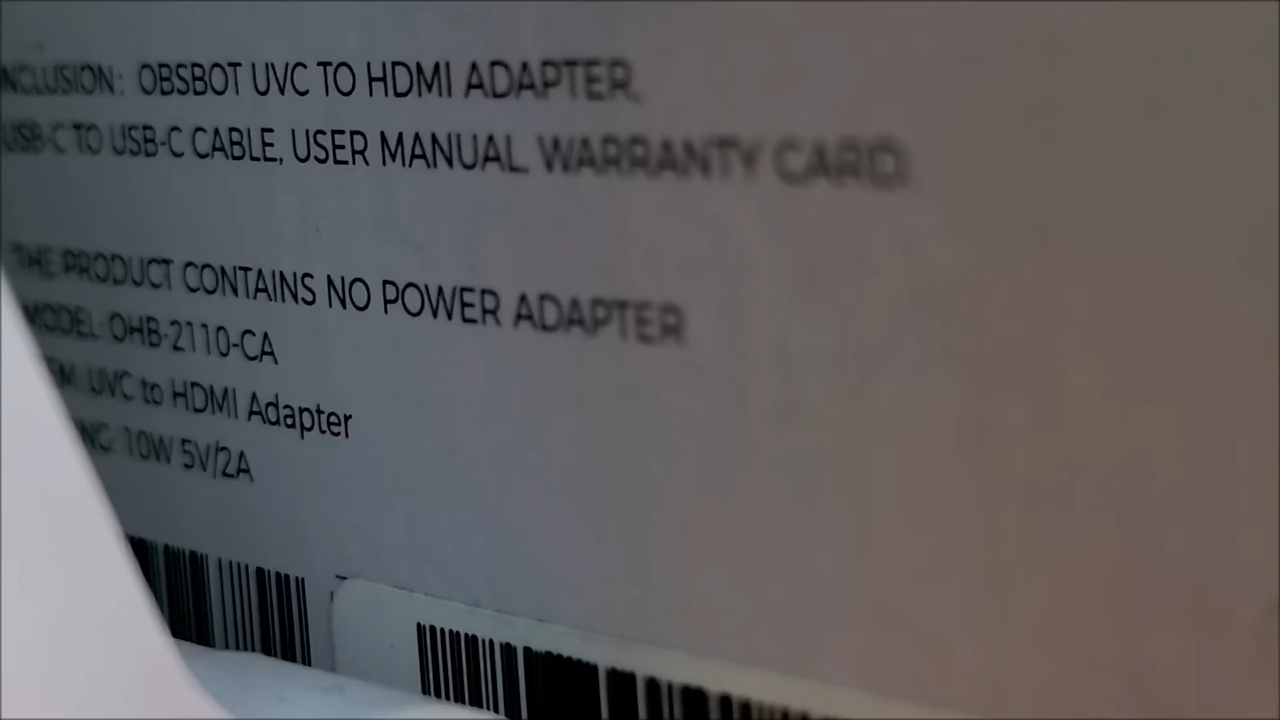 INCLUSION: OBSBOT UVC TO HDMI ADAPTER,
USB-C TO USB-C CABLE, USER MANUAL, WARRANTY CARD.
THE PRODUCT CONTAINS NO POWER ADAPTER
MODEL: OHB-2110-CA
UVC to HDMI Adapter
10W 5V/2A